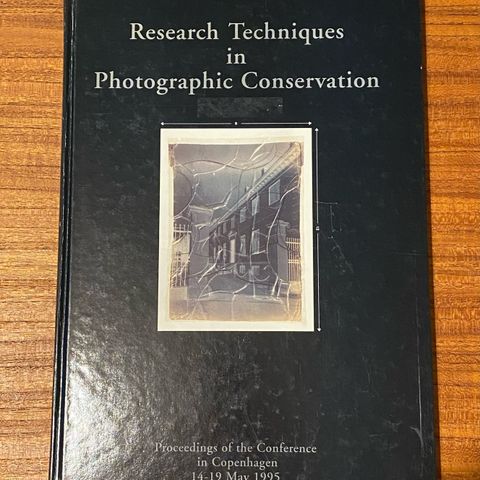 Research Techniques
in
Photographic Conservation
Proceedings of the Conference
in Copenhagen
14-19 May 1995